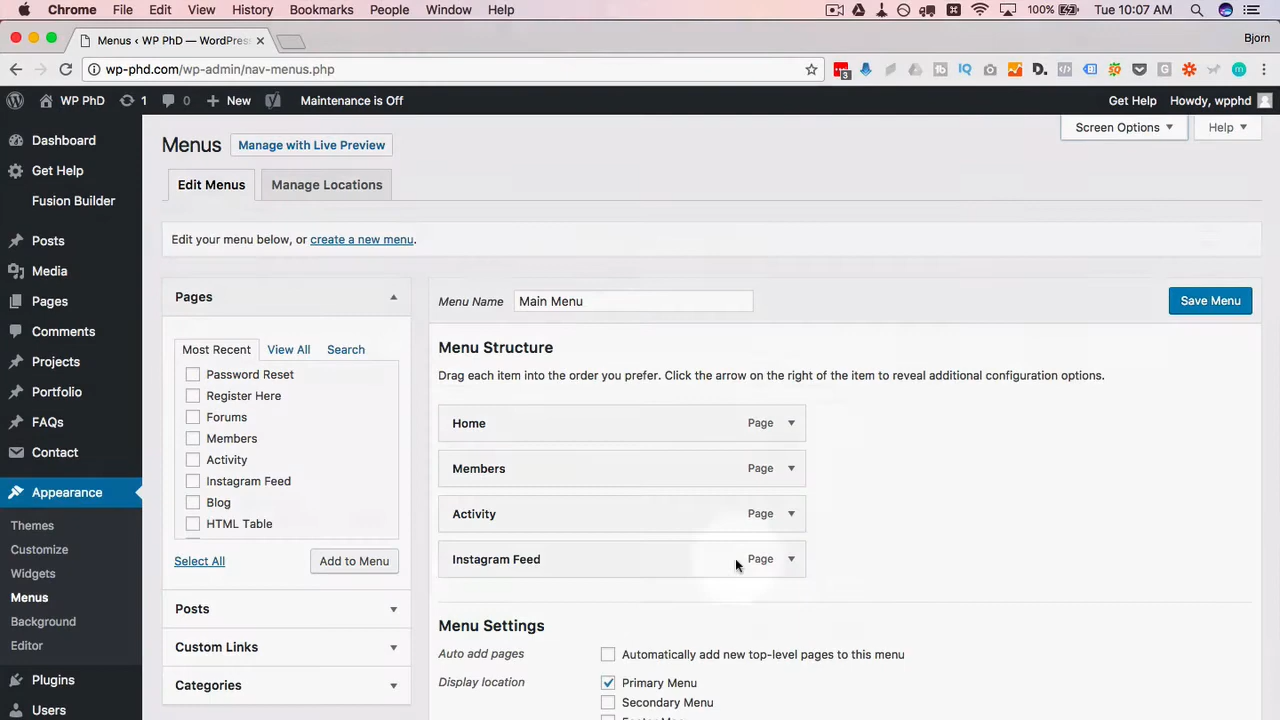 Chrome File Edit View History Bookmarks People Window Help 100% Tue 10:07 AM
Menus ‹ WP PhD — WordPress
Bjorn
wp-phd.com/wp-admin/nav-menus.php
3
WP PhD 1 0 New Maintenance is Off Get Help Howdy, wpphd
Screen Options Help
Dashboard
Get Help
Fusion Builder
Posts
Media
Pages
Comments
Projects
Portfolio
FAQs
Contact
Appearance
Themes
Customize
Widgets
Menus
Background
Editor
Plugins
Users
Menus Manage with Live Preview
Edit Menus Manage Locations
Edit your menu below, or create a new menu.
Pages
Most Recent View All Search
Password Reset
Register Here
Forums
Members
Activity
Instagram Feed
Blog
HTML Table
Select All Add to Menu
Posts
Custom Links
Categories
Menu Name Main Menu Save Menu
Menu Structure
Drag each item into the order you prefer. Click the arrow on the right of the item to reveal additional configuration options.
Home Page
Members Page
Activity Page
Instagram Feed Page
Menu Settings
Auto add pages Automatically add new top-level pages to this menu
Display location Primary Menu
Secondary Menu